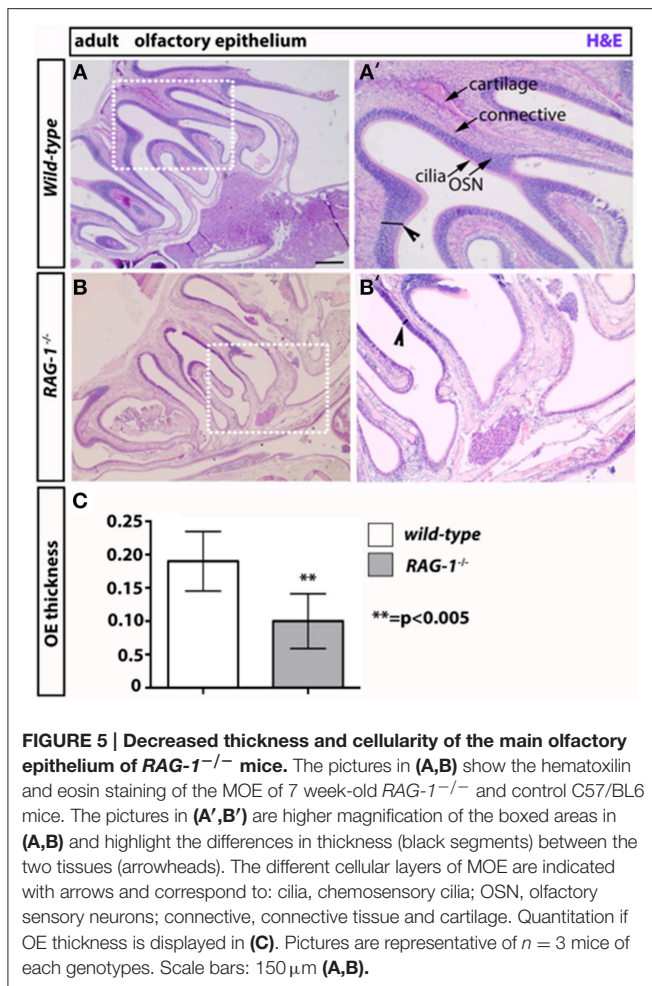 adult olfactory epithelium H&E
Wild-type
A
A'
cartilage
connective
cilia
OSN
RAG-1-/-
B
B'
C
OE thickness
0.25
0.20
0.15
0.10
0.5
0
**
wild-type
RAG-1-/-
**=p<0.005
FIGURE 5 | Decreased thickness and cellularity of the main olfactory
epithelium of RAG-1−/− mice. The pictures in (A,B) show the hematoxilin
and eosin staining of the MOE of 7 week-old RAG-1−/− and control C57/BL6
mice. The pictures in (A′,B′) are higher magnification of the boxed areas in
(A,B) and highlight the differences in thickness (black segments) between the
two tissues (arrowheads). The different cellular layers of MOE are indicated
with arrows and correspond to: cilia, chemosensory cilia; OSN, olfactory
sensory neurons; connective, connective tissue and cartilage. Quantitation if
OE thickness is displayed in (C). Pictures are representative of n = 3 mice of
each genotypes. Scale bars: 150 μm (A,B).